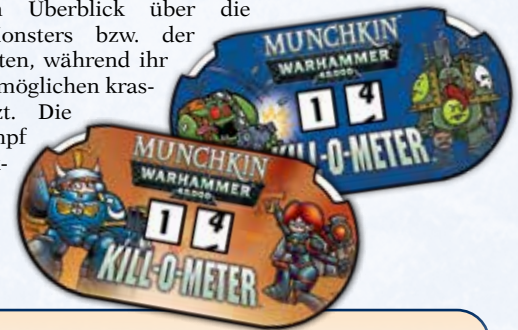 Überblick über die
onsters bzw. der
ten, während ihr
möglichen kras-
zt. Die
mpf
MUNCHKIN
WARHAMMER
40.000
1 4
KILL-O-METER
MUNCHKIN
WARHAMMER
40.000
1 4
KILL-O-METER